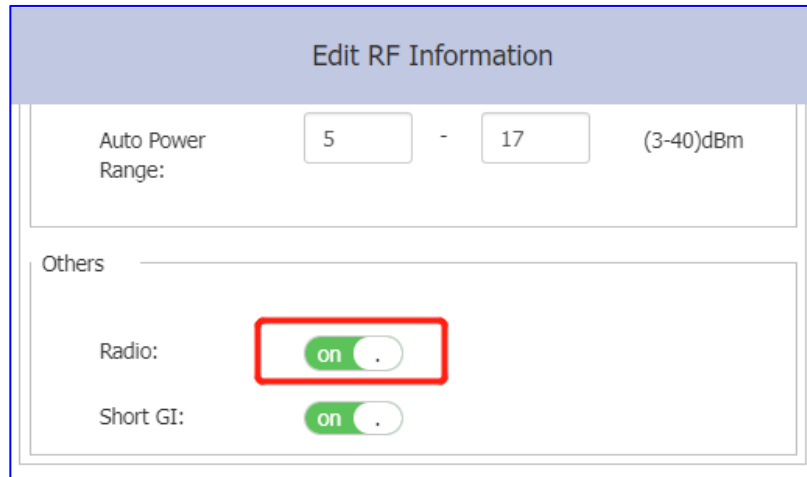 Edit RF Information
Auto Power Range: 5 - 17 (3-40)dBm
Others
Radio: on .
Short GI: on .